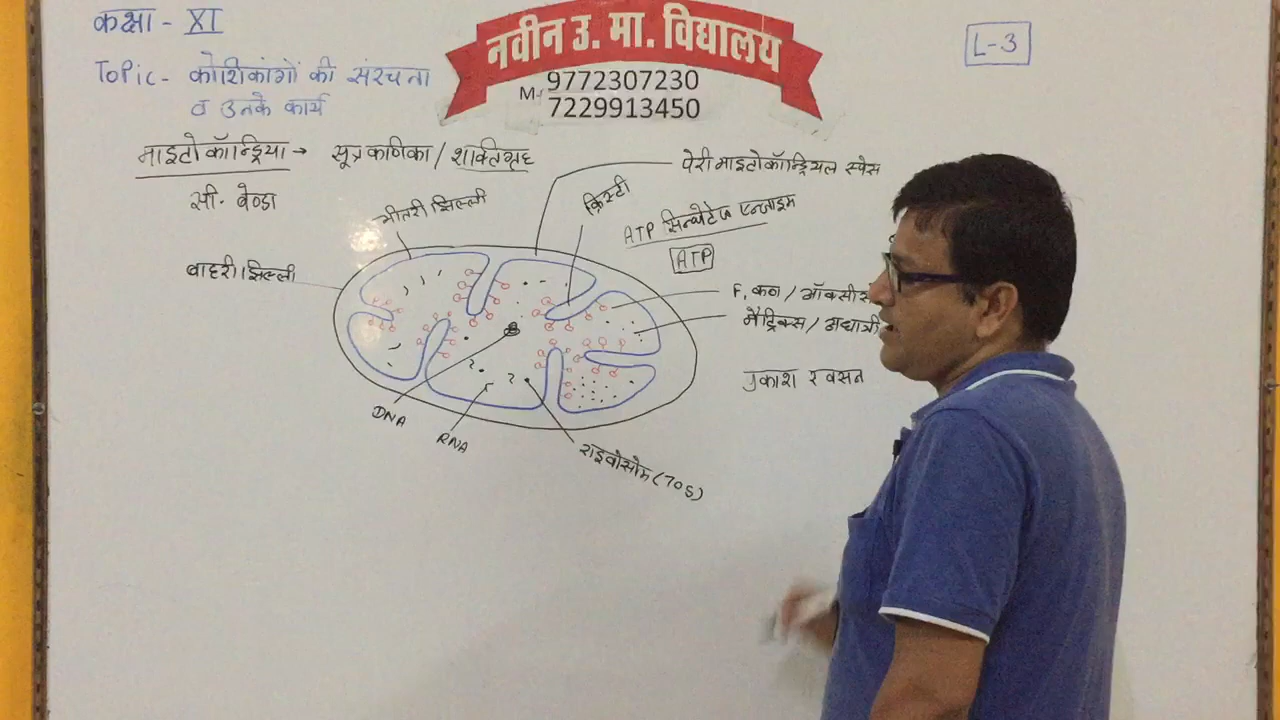 कक्षा - XI
नवीन उ. मा. विद्यालय
M- 9772307230
7229913450
L-3
Topic - कोशिकांगों की संरचना
व उनके कार्य
माइटोकॉन्ड्रिया → सूत्रकणिका / शक्तिगृह
सी. बेण्डा
पेरीमाइटोकॉन्ड्रियल स्पेस
भीतरी झिल्ली
क्रिस्टी
ATP सिन्थेटेज एन्जाइम
ATP
बाहरी झिल्ली
F₁ कण / ऑक्सीस
मैट्रिक्स / अधात्री
प्रकाश श्वसन
DNA
RNA
राइबोसोम (70S)